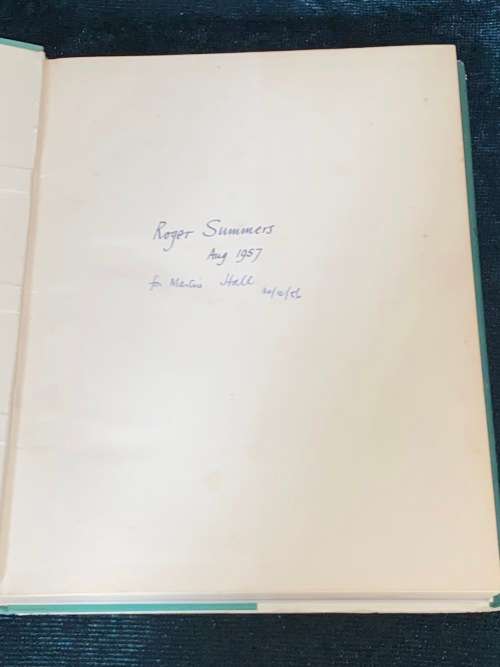 Roger Summers
Aug 1957
for Martin Hall